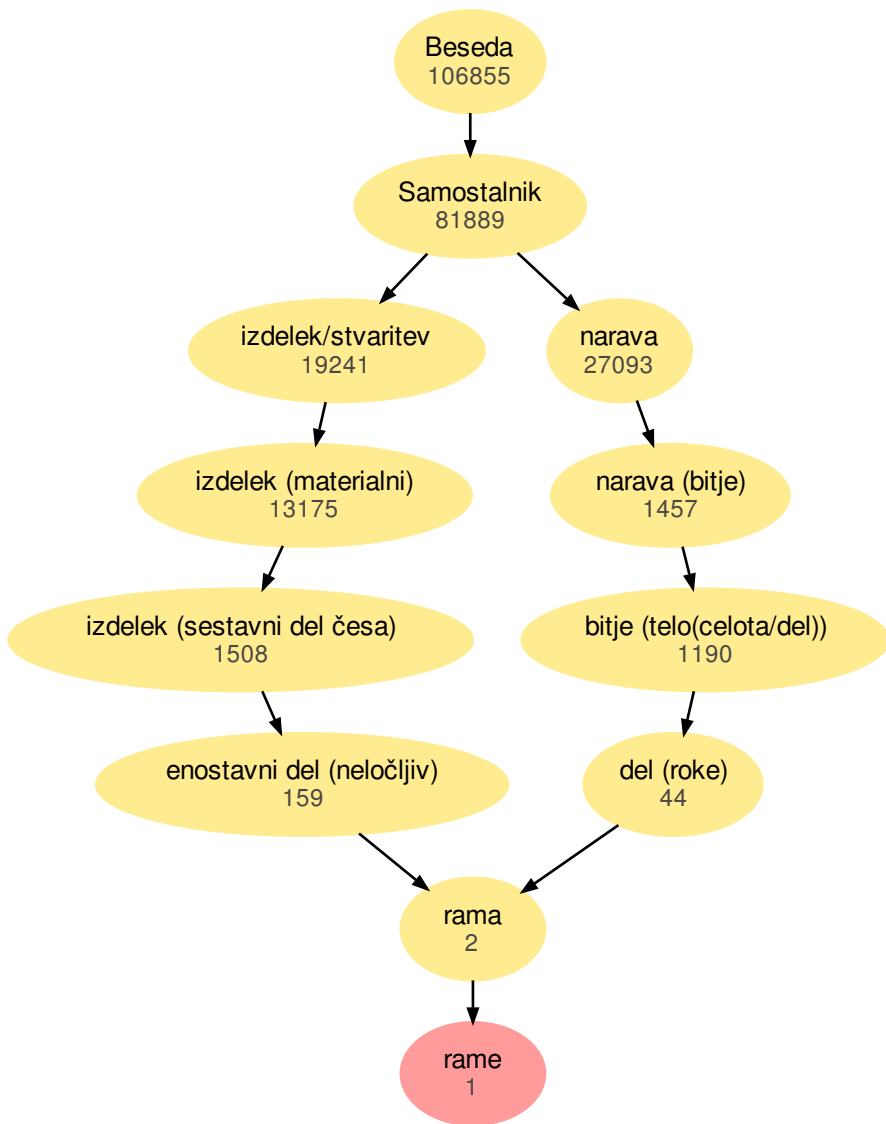 Beseda
106855
Samostalnik
81889
izdelek/stvaritev
19241
narava
27093
izdelek (materialni)
13175
narava (bitje)
1457
izdelek (sestavni del česa)
1508
bitje (telo(celota/del))
1190
enostavni del (neločljiv)
159
del (roke)
44
rama
2
rame
1